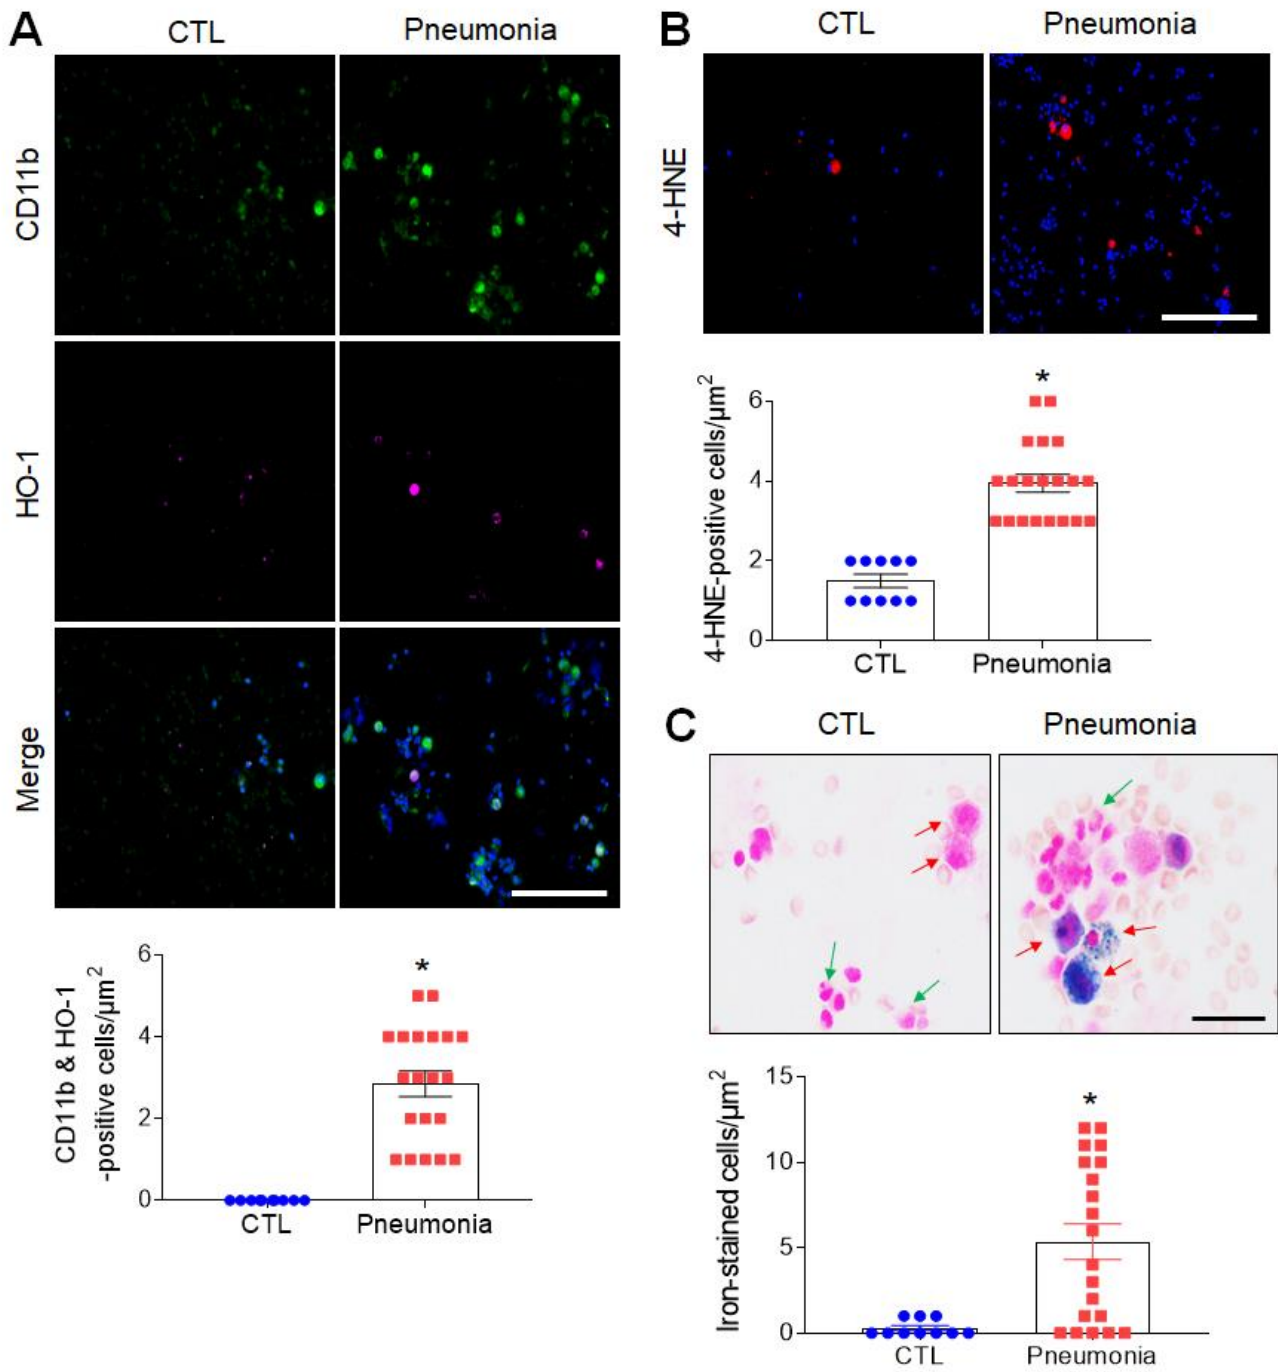 A
CTL
Pneumonia
CD11b
HO-1
Merge
6
4
2
0
*
CD11b & HO-1
-positive cells/µm²
CTL
Pneumonia
B
CTL
Pneumonia
4-HNE
6
4
2
0
*
4-HNE-positive cells/µm²
CTL
Pneumonia
C
CTL
Pneumonia
15
10
5
0
*
Iron-stained cells/µm²
CTL
Pneumonia